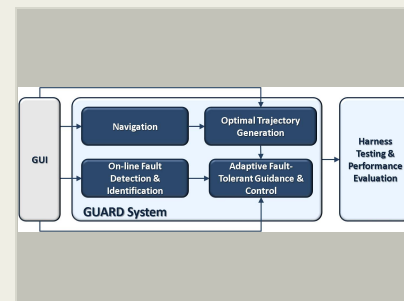 GUI
Navigation
Optimal Trajectory
Generation
On-line Fault
Detection &
Identification
Adaptive Fault-
Tolerant Guidance &
Control
GUARD System
Harness
Testing &
Performance
Evaluation